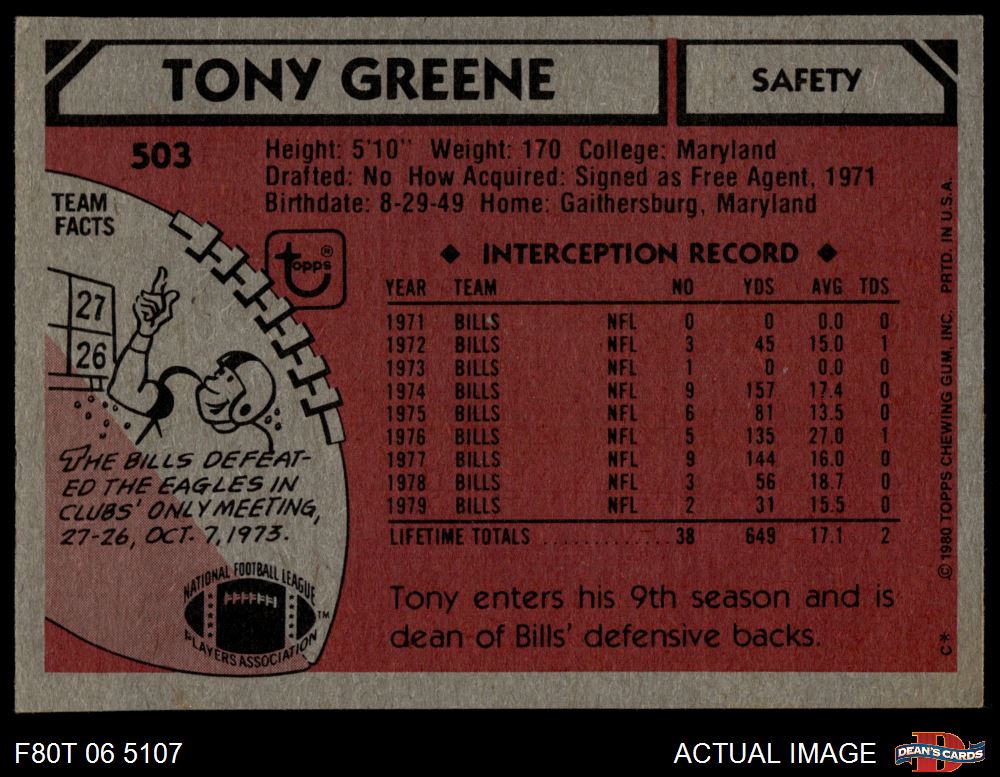 TONY GREENE
SAFETY
503
Height: 5'10" Weight: 170 College: Maryland
Drafted: No How Acquired: Signed as Free Agent, 1971
Birthdate: 8-29-49 Home: Gaithersburg, Maryland
TEAM
FACTS
27
26
THE BILLS DEFEAT-
ED THE EAGLES IN
CLUBS' ONLY MEETING,
27-26, OCT. 7, 1973.
NATIONAL FOOTBALL LEAGUE
PLAYERS ASSOCIATION
TM
topps ®
◆ INTERCEPTION RECORD ◆
YEAR TEAM NO YDS AVG TDS
1971 BILLS NFL 0 0 0.0 0
1972 BILLS NFL 3 45 15.0 1
1973 BILLS NFL 1 0 0.0 0
1974 BILLS NFL 9 157 17.4 0
1975 BILLS NFL 6 81 13.5 0
1976 BILLS NFL 5 135 27.0 1
1977 BILLS NFL 9 144 16.0 0
1978 BILLS NFL 3 56 18.7 0
1979 BILLS NFL 2 31 15.5 0
LIFETIME TOTALS ............ 38 649 17.1 2
Tony enters his 9th season and is
dean of Bills' defensive backs.
C* © 1980 TOPPS CHEWING GUM, INC. PRTD. IN U.S.A.
F80T 06 5107
ACTUAL IMAGE
D
DEAN'S CARDS